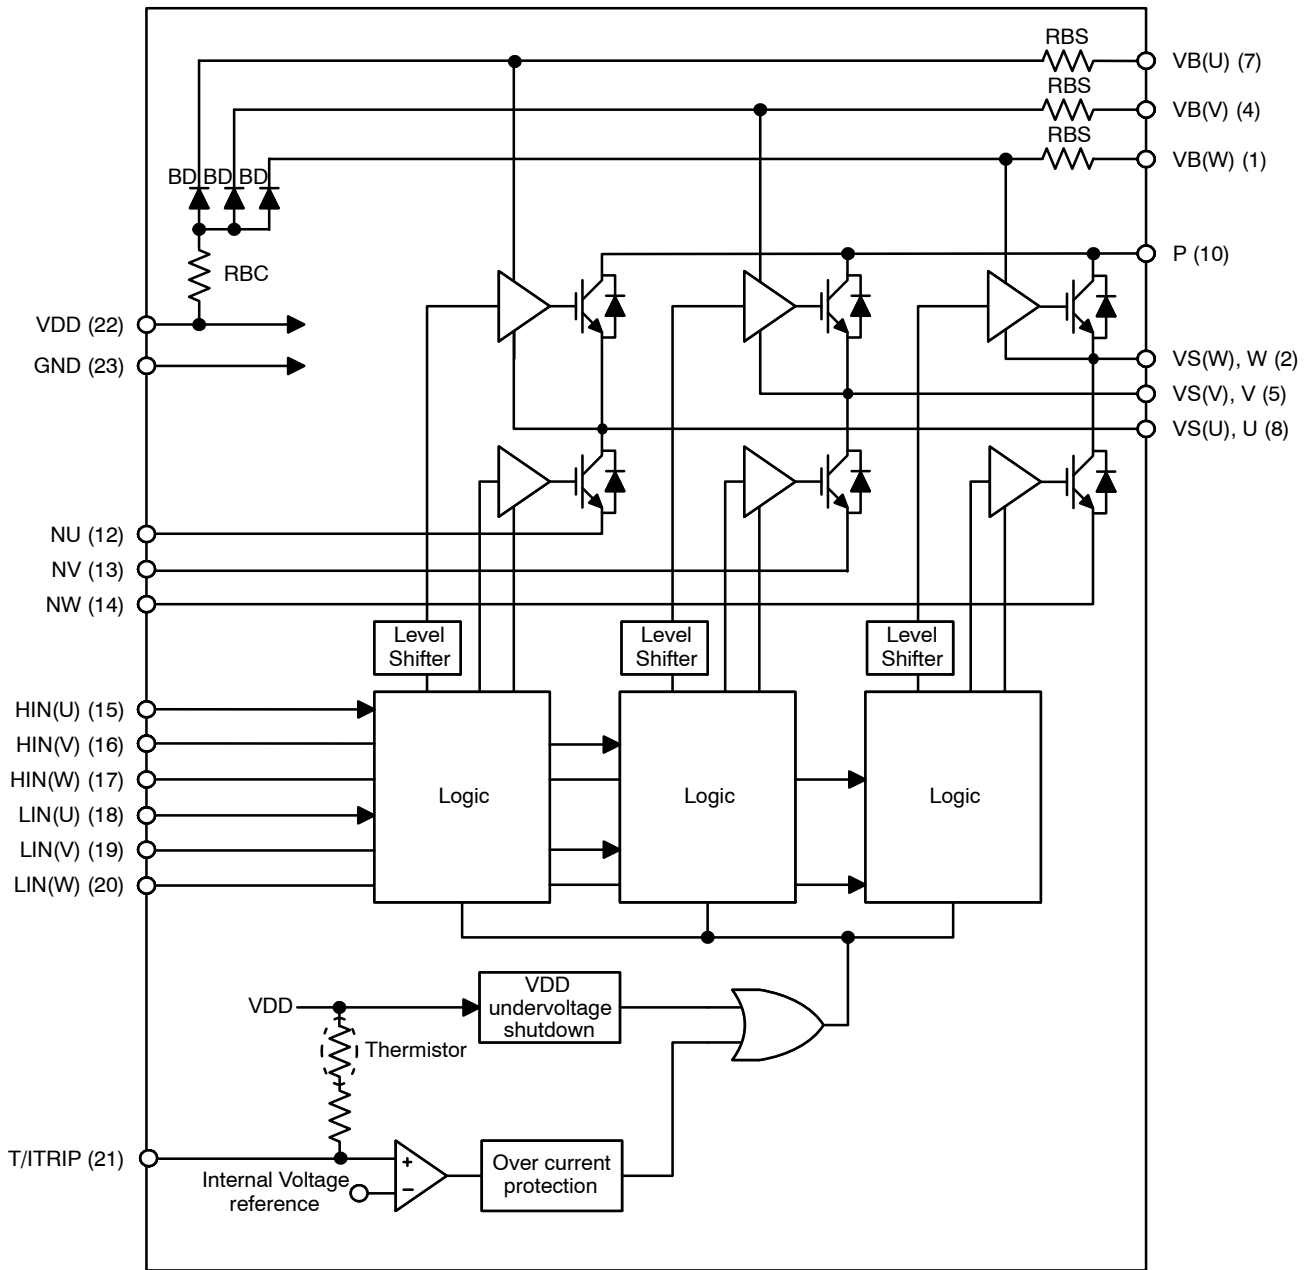 RBS
VB(U) (7)
RBS
VB(V) (4)
RBS
VB(W) (1)
BD BD BD
P (10)
RBC
VDD (22)
GND (23)
VS(W), W (2)
VS(V), V (5)
VS(U), U (8)
NU (12)
NV (13)
NW (14)
Level
Shifter
Level
Shifter
Level
Shifter
HIN(U) (15)
HIN(V) (16)
HIN(W) (17)
LIN(U) (18)
LIN(V) (19)
LIN(W) (20)
Logic
Logic
Logic
VDD
VDD
undervoltage
shutdown
Thermistor
T/ITRIP (21)
Internal Voltage
reference
+
−
Over current
protection